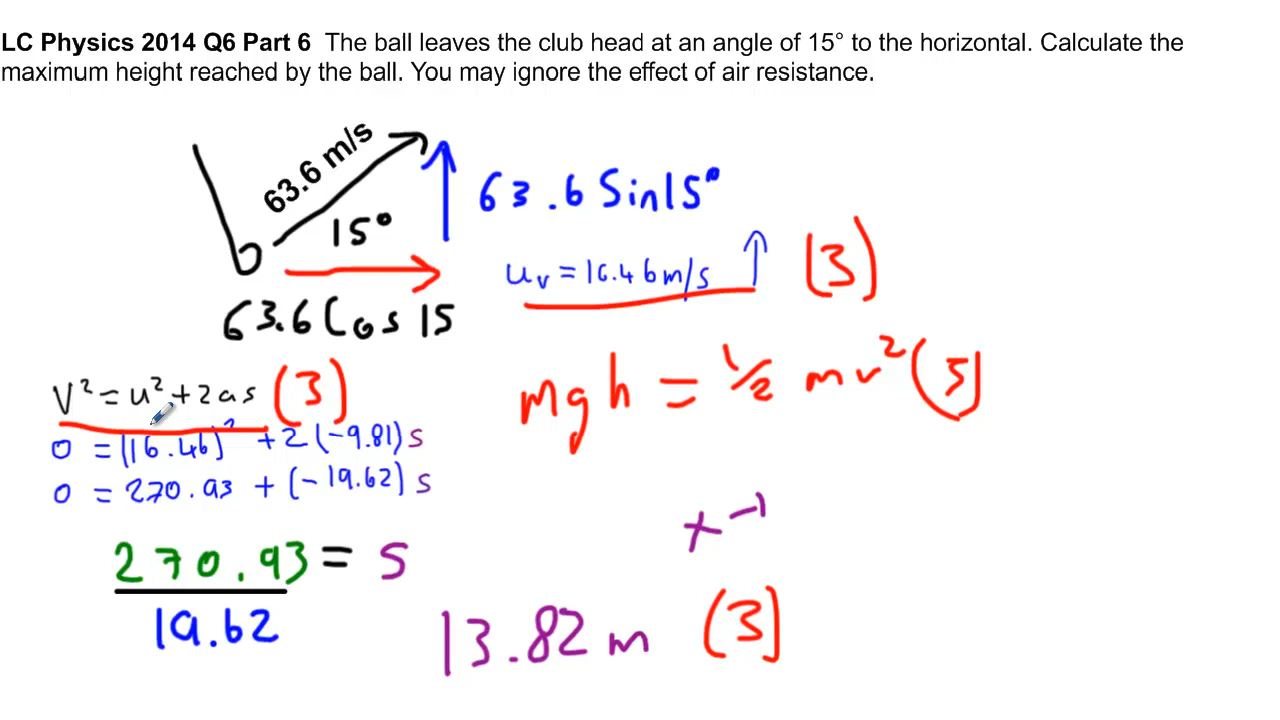 LC Physics 2014 Q6 Part 6 The ball leaves the club head at an angle of 15° to the horizontal. Calculate the
maximum height reached by the ball. You may ignore the effect of air resistance.
63.6 m/s
63.6 Sin15°
15°
uᵥ = 16.46m/s (3)
63.6 Cos 15
V² = u² + 2as (3)
mgh = ½ mv² (3)
0 = (16.46)² + 2(-9.81)s
0 = 270.93 + (-19.62)s
x -1
270.93 = s
19.62
13.82 m (3)